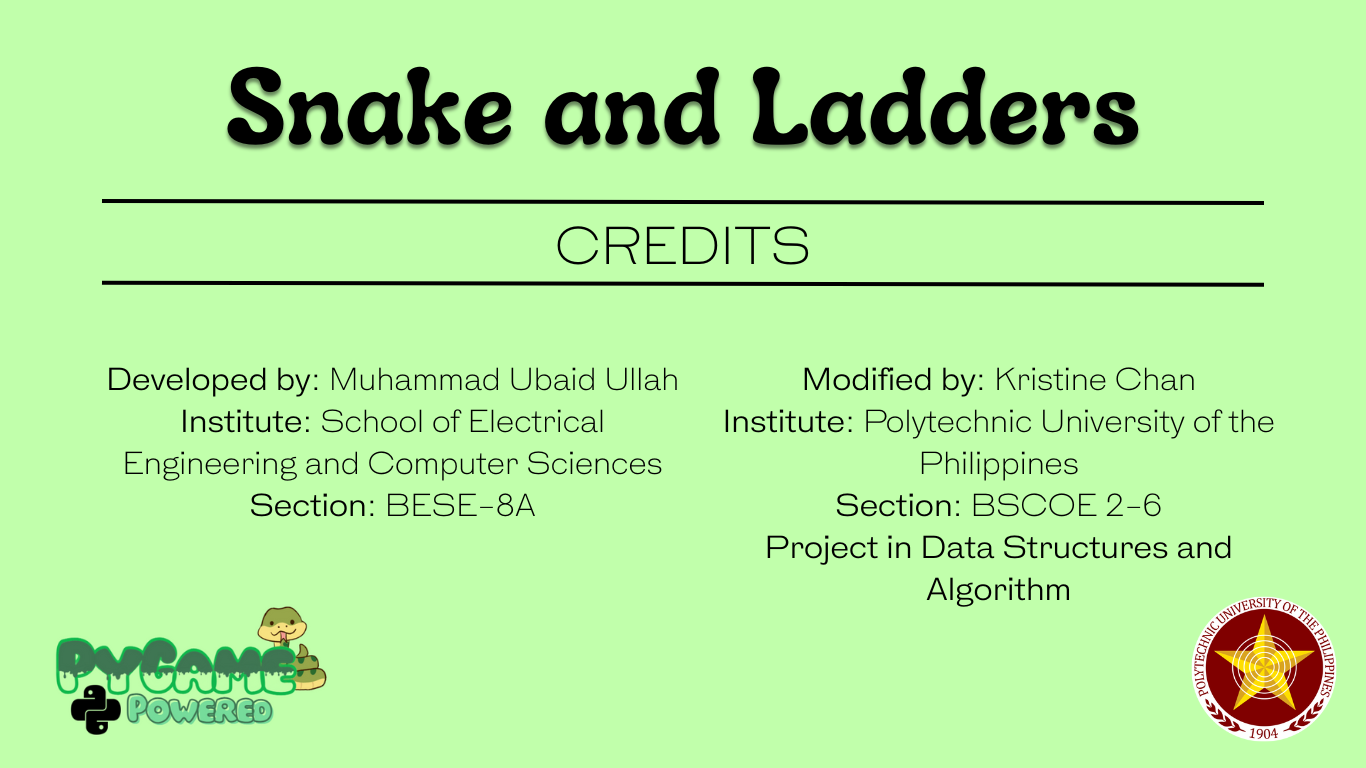 Snake and Ladders
CREDITS
Developed by: Muhammad Ubaid Ullah
Institute: School of Electrical
Engineering and Computer Sciences
Section: BESE-8A
Modified by: Kristine Chan
Institute: Polytechnic University of the
Philippines
Section: BSCOE 2-6
Project in Data Structures and
Algorithm
PYGAME
POWERED
POLYTECHNIC UNIVERSITY OF THE PHILIPPINES
1904